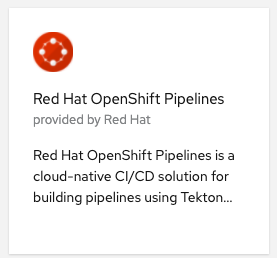 Red Hat OpenShift Pipelines
provided by Red Hat
Red Hat OpenShift Pipelines is a
cloud-native CI/CD solution for
building pipelines using Tekton...